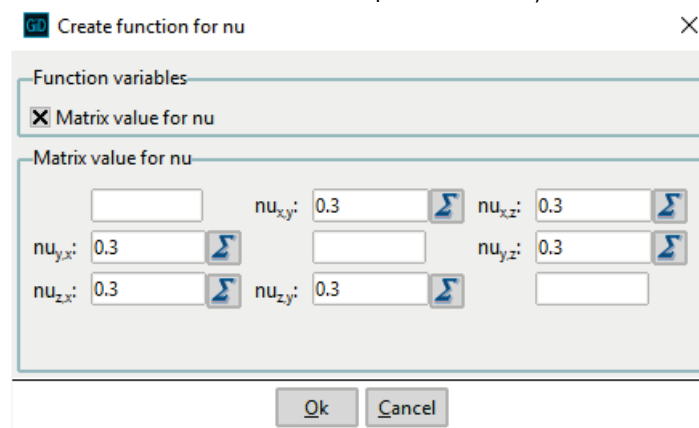 GiD Create function for nu
Function variables
Matrix value for nu
Matrix value for nu
nux,y: 0.3 Σ nux,z: 0.3 Σ
nuy,x: 0.3 Σ nuy,z: 0.3 Σ
nuz,x: 0.3 Σ nuz,y: 0.3 Σ
Ok Cancel